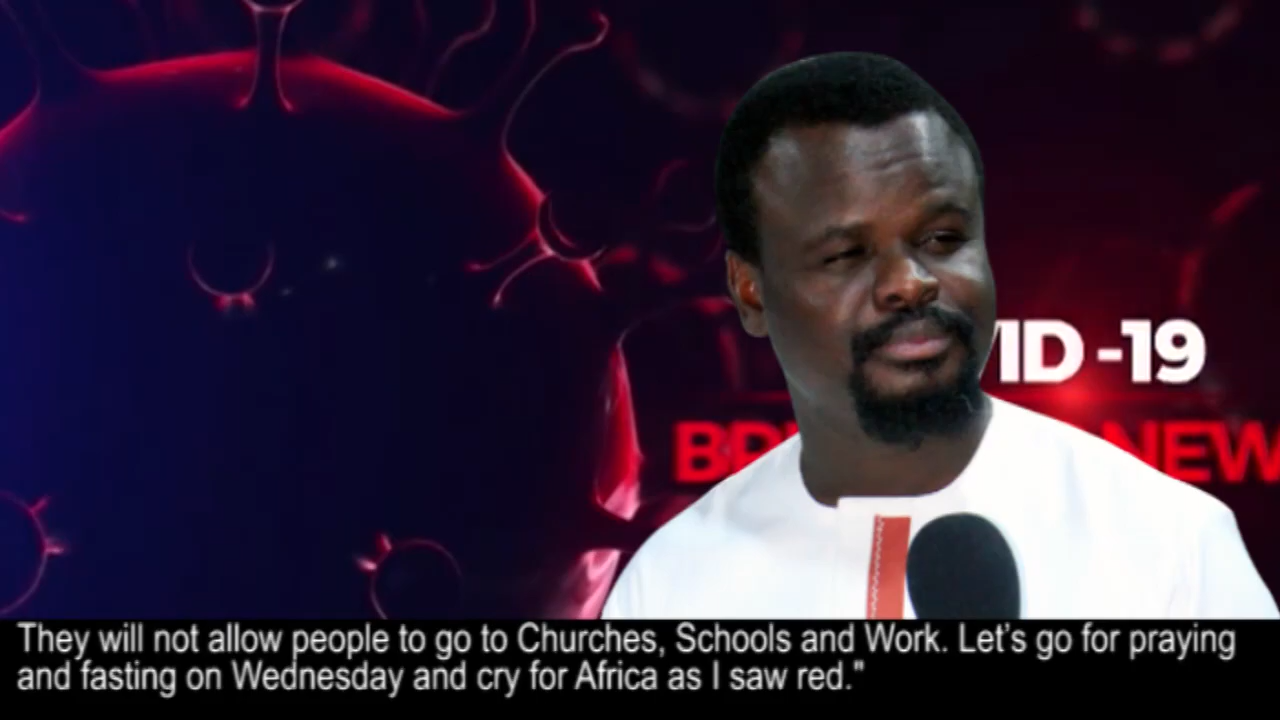 VID -19
NEW
They will not allow people to go to Churches, Schools and Work. Let's go for praying
and fasting on Wednesday and cry for Africa as I saw red."